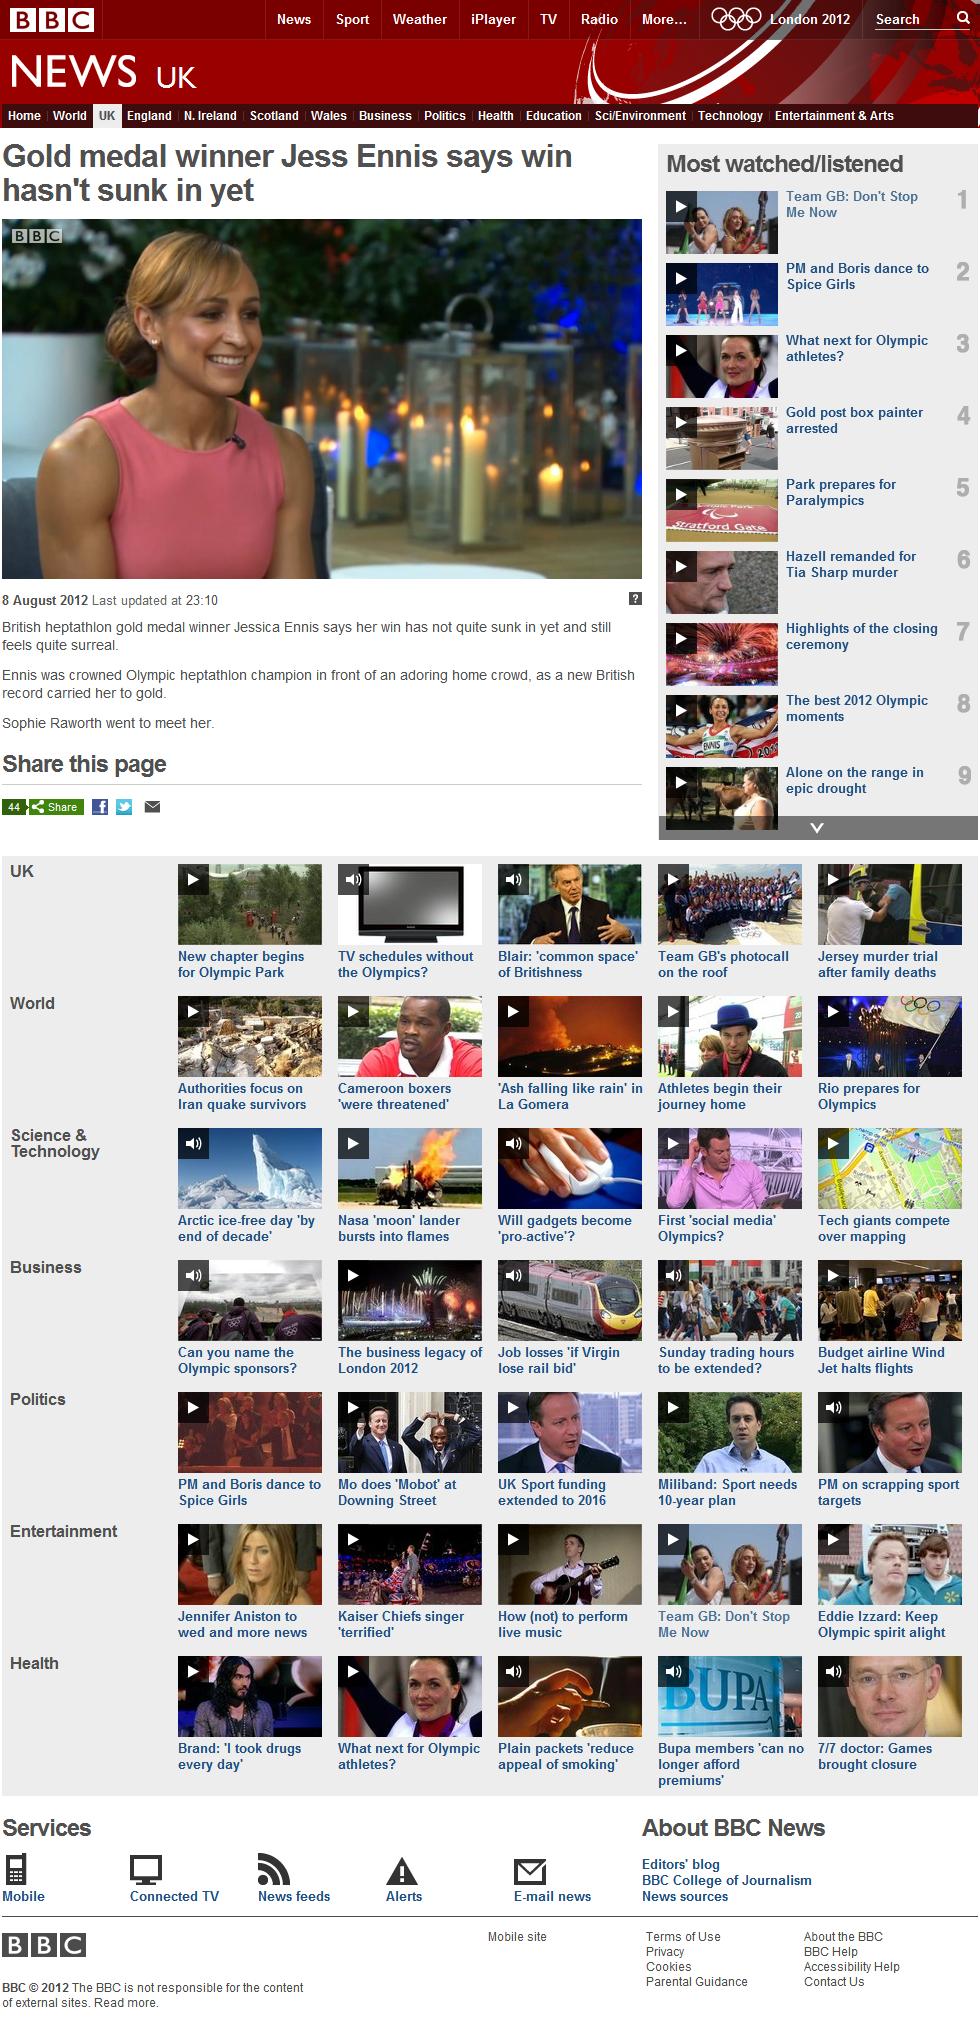 BBC
News
Sport
Weather
iPlayer
TV
Radio
More...
London 2012
Search
NEWS UK
Home
World
UK
England
N. Ireland
Scotland
Wales
Business
Politics
Health
Education
Sci/Environment
Technology
Entertainment & Arts
Gold medal winner Jess Ennis says win
hasn't sunk in yet
BBC
8 August 2012 Last updated at 23:10
?
British heptathlon gold medal winner Jessica Ennis says her win has not quite sunk in yet and still
feels quite surreal.
Ennis was crowned Olympic heptathlon champion in front of an adoring home crowd, as a new British
record carried her to gold.
Sophie Raworth went to meet her.
Share this page
44
Share
f
Most watched/listened
Team GB: Don't Stop
Me Now
1
PM and Boris dance to
Spice Girls
2
What next for Olympic
athletes?
3
Gold post box painter
arrested
4
Park prepares for
Paralympics
5
Stratford Gate
Hazell remanded for
Tia Sharp murder
6
Highlights of the closing
ceremony
7
The best 2012 Olympic
moments
8
ENNIS
Alone on the range in
epic drought
9
UK
New chapter begins
for Olympic Park
TV schedules without
the Olympics?
Blair: 'common space'
of Britishness
Team GB's photocall
on the roof
Jersey murder trial
after family deaths
World
Authorities focus on
Iran quake survivors
Cameroon boxers
'were threatened'
'Ash falling like rain' in
La Gomera
Athletes begin their
journey home
Rio prepares for
Olympics
Science &
Technology
Arctic ice-free day 'by
end of decade'
Nasa 'moon' lander
bursts into flames
Will gadgets become
'pro-active'?
First 'social media'
Olympics?
Tech giants compete
over mapping
Business
Can you name the
Olympic sponsors?
The business legacy of
London 2012
Job losses 'if Virgin
lose rail bid'
Sunday trading hours
to be extended?
Budget airline Wind
Jet halts flights
Politics
PM and Boris dance to
Spice Girls
Mo does 'Mobot' at
Downing Street
UK Sport funding
extended to 2016
Miliband: Sport needs
10-year plan
PM on scrapping sport
targets
Entertainment
Jennifer Aniston to
wed and more news
Kaiser Chiefs singer
'terrified'
How (not) to perform
live music
Team GB: Don't Stop
Me Now
Eddie Izzard: Keep
Olympic spirit alight
Health
Brand: 'I took drugs
every day'
What next for Olympic
athletes?
Plain packets 'reduce
appeal of smoking'
BUPA
Bupa members 'can no
longer afford
premiums'
7/7 doctor: Games
brought closure
Services
Mobile
Connected TV
News feeds
Alerts
E-mail news
About BBC News
Editors' blog
BBC College of Journalism
News sources
BBC
Mobile site
Terms of Use
Privacy
Cookies
Parental Guidance
About the BBC
BBC Help
Accessibility Help
Contact Us
BBC © 2012 The BBC is not responsible for the content
of external sites. Read more.